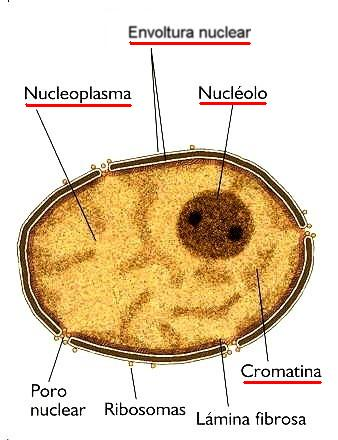 Envoltura nuclear
Nucleoplasma
Nucléolo
Cromatina
Poro
nuclear
Ribosomas
Lámina fibrosa